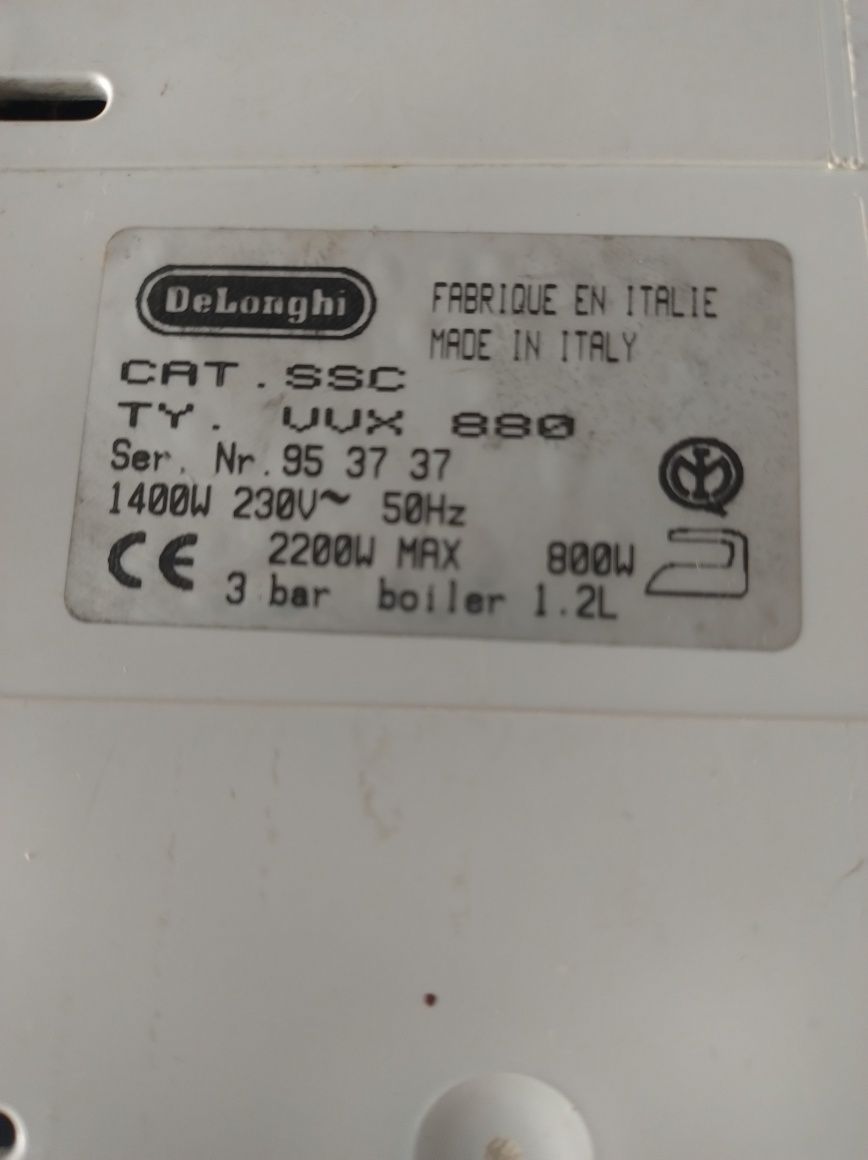 DeLonghi
FABRIQUE EN ITALIE
MADE IN ITALY
CAT. SSC
TY. VVX 880
Ser. Nr. 95 37 37
1400W 230V~ 50Hz
CE 2200W MAX 800W
3 bar boiler 1.2L